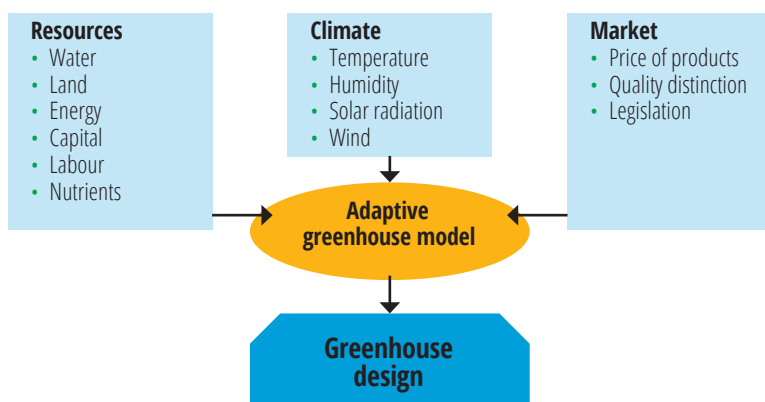 Resources
• Water
• Land
• Energy
• Capital
• Labour
• Nutrients
Climate
• Temperature
• Humidity
• Solar radiation
• Wind
Market
• Price of products
• Quality distinction
• Legislation
Adaptive
greenhouse model
Greenhouse
design